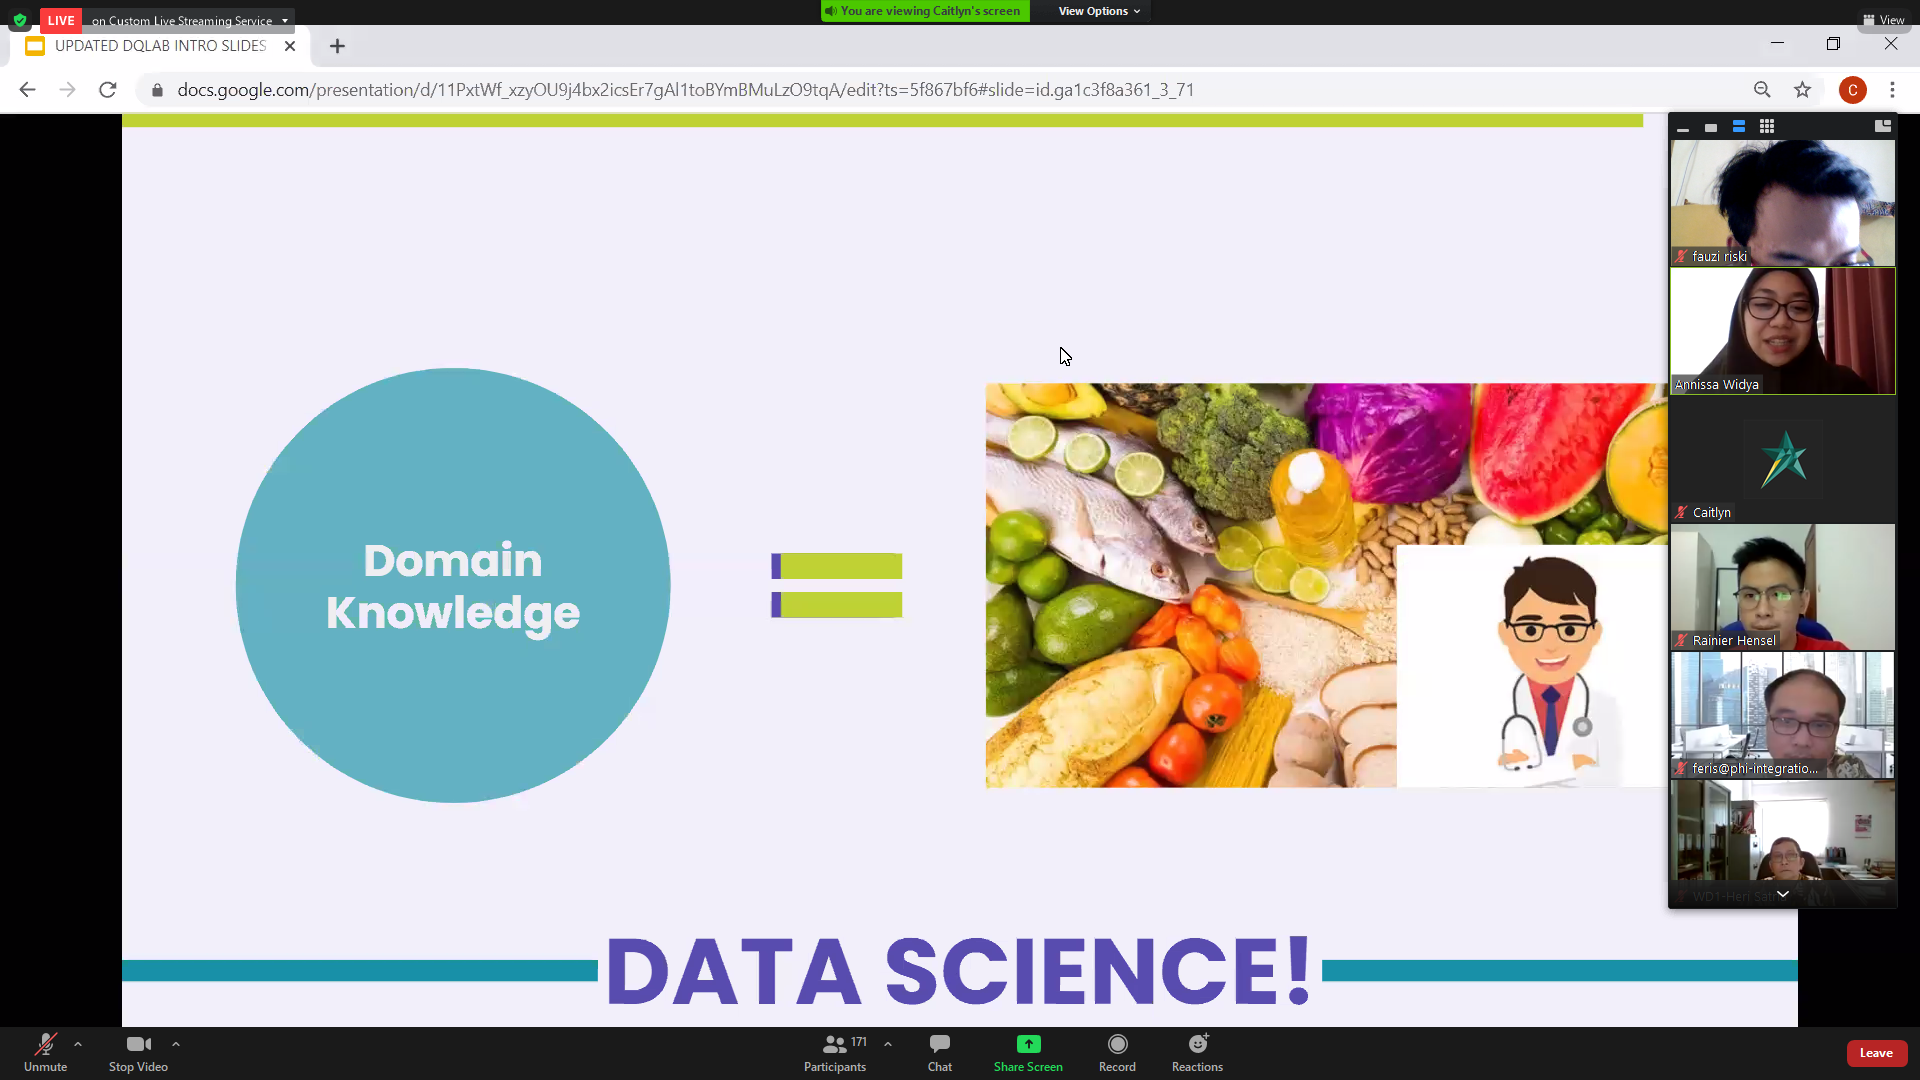 LIVE on Custom Live Streaming Service
You are viewing Caitlyn's screen
View Options
View
UPDATED DQLAB INTRO SLIDES
docs.google.com/presentation/d/11PxtWf_xzyOU9j4bx2icsEr7gAl1toBYmBMuLzO9tqA/edit?ts=5f867bf6#slide=id.ga1c3f8a361_3_71
C
Domain
Knowledge
DATA SCIENCE!
fauzi riski
Annissa Widya
Caitlyn
Rainier Hensel
feris@phi-integratio...
WD1-Heri
Unmute
Stop Video
Participants
171
Chat
Share Screen
Record
Reactions
Leave